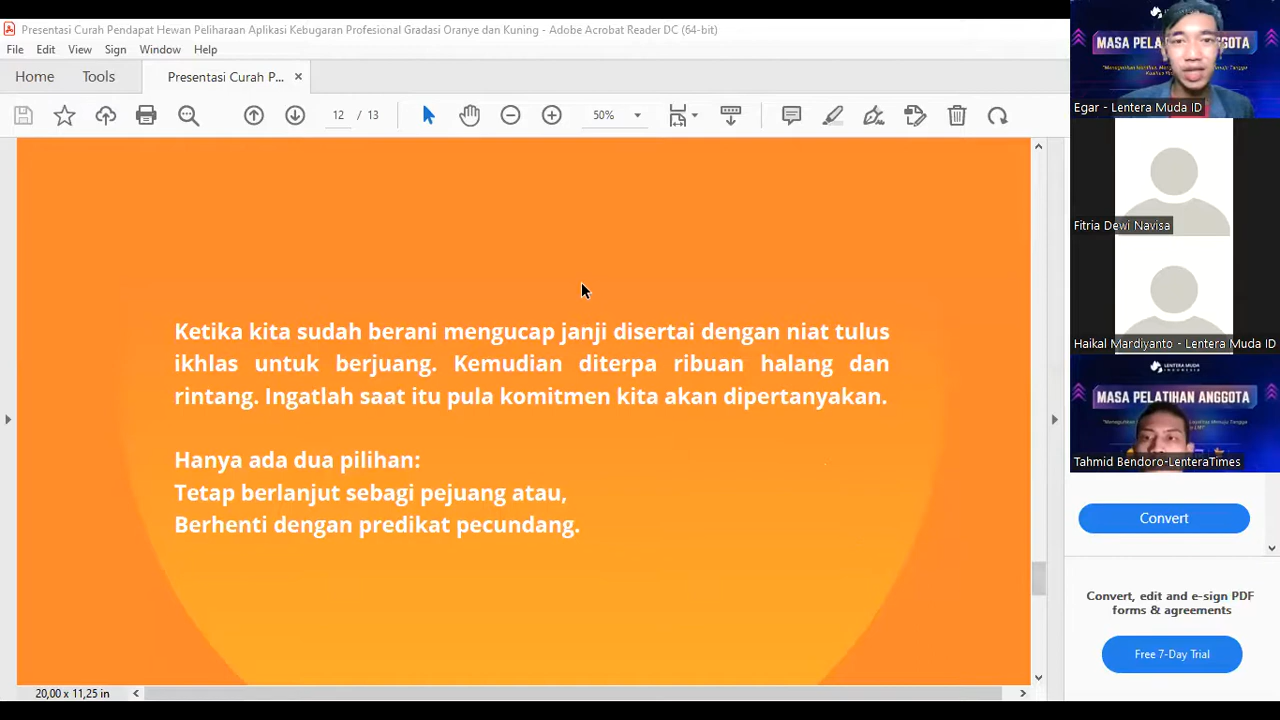 Presentasi Curah Pendapat Hewan Peliharaan Aplikasi Kebugaran Profesional Gradasi Oranye dan Kuning - Adobe Acrobat Reader DC (64-bit)
File Edit View Sign Window Help
Home Tools Presentasi Curah P... ×
12 / 13 50%
Ketika kita sudah berani mengucap janji disertai dengan niat tulus
ikhlas untuk berjuang. Kemudian diterpa ribuan halang dan
rintang. Ingatlah saat itu pula komitmen kita akan dipertanyakan.
Hanya ada dua pilihan:
Tetap berlanjut sebagi pejuang atau,
Berhenti dengan predikat pecundang.
20,00 x 11,25 in
Egar - Lentera Muda ID
Fitria Dewi Navisa
Haikal Mardiyanto - Lentera Muda ID
LENTERA MUDA
MASA PELATIHAN ANGGOTA
Tahmid Bendoro-LenteraTimes
Convert
Convert, edit and e-sign PDF
forms & agreements
Free 7-Day Trial